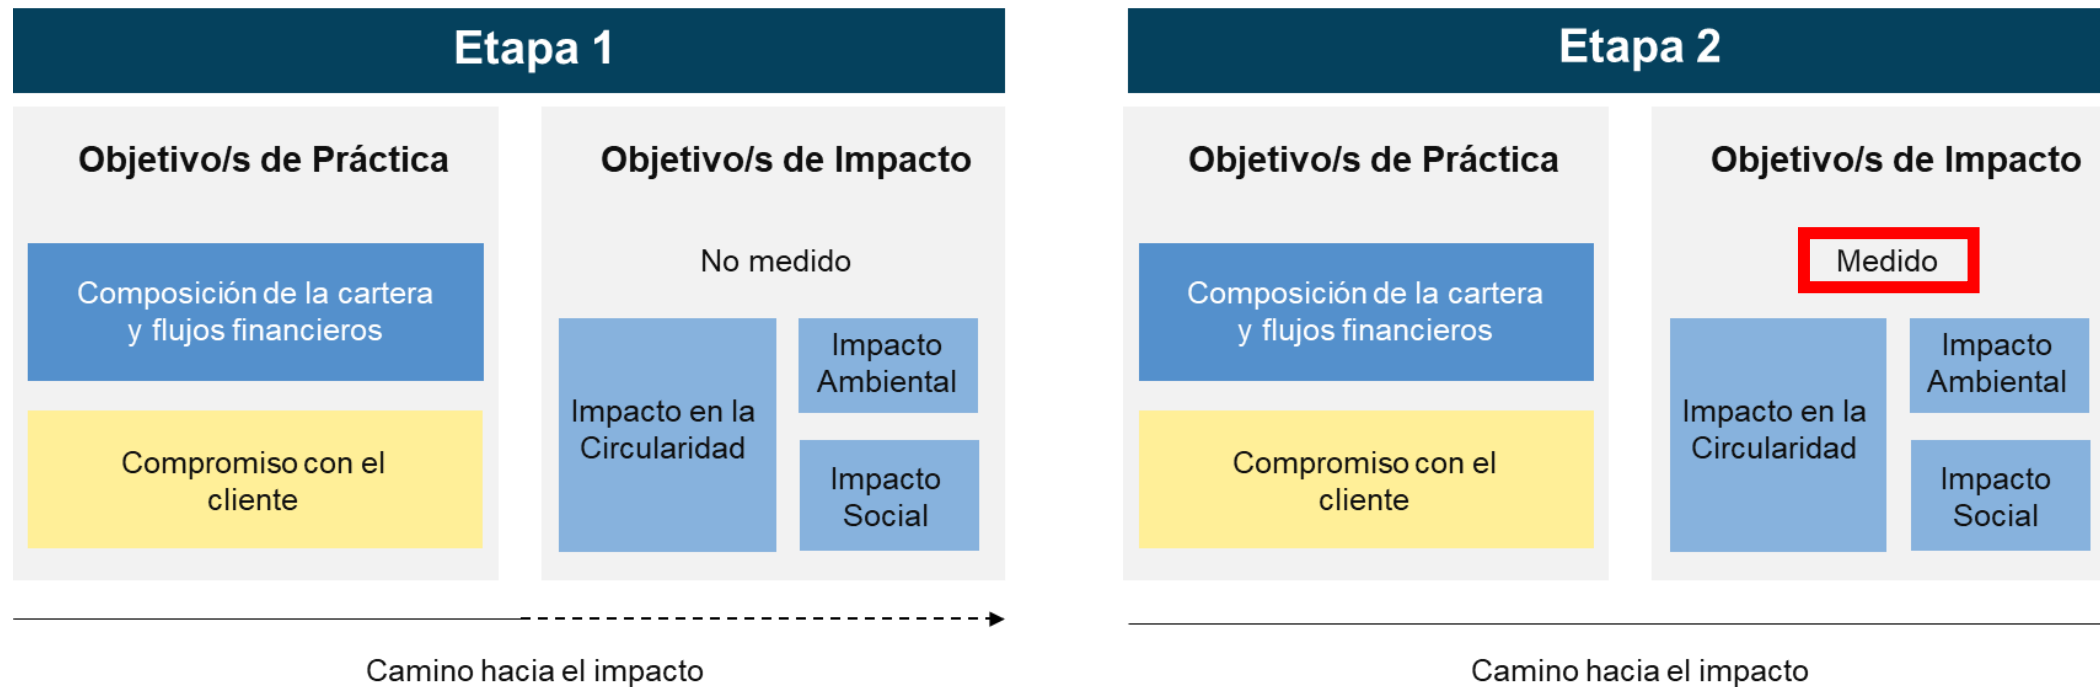 Etapa 1
Objetivo/s de Práctica
Composición de la cartera
y flujos financieros
Compromiso con el
cliente
Objetivo/s de Impacto
No medido
Impacto en la
Circularidad
Impacto
Ambiental
Impacto
Social
Camino hacia el impacto
Etapa 2
Objetivo/s de Práctica
Composición de la cartera
y flujos financieros
Compromiso con el
cliente
Objetivo/s de Impacto
Medido
Impacto en la
Circularidad
Impacto
Ambiental
Impacto
Social
Camino hacia el impacto